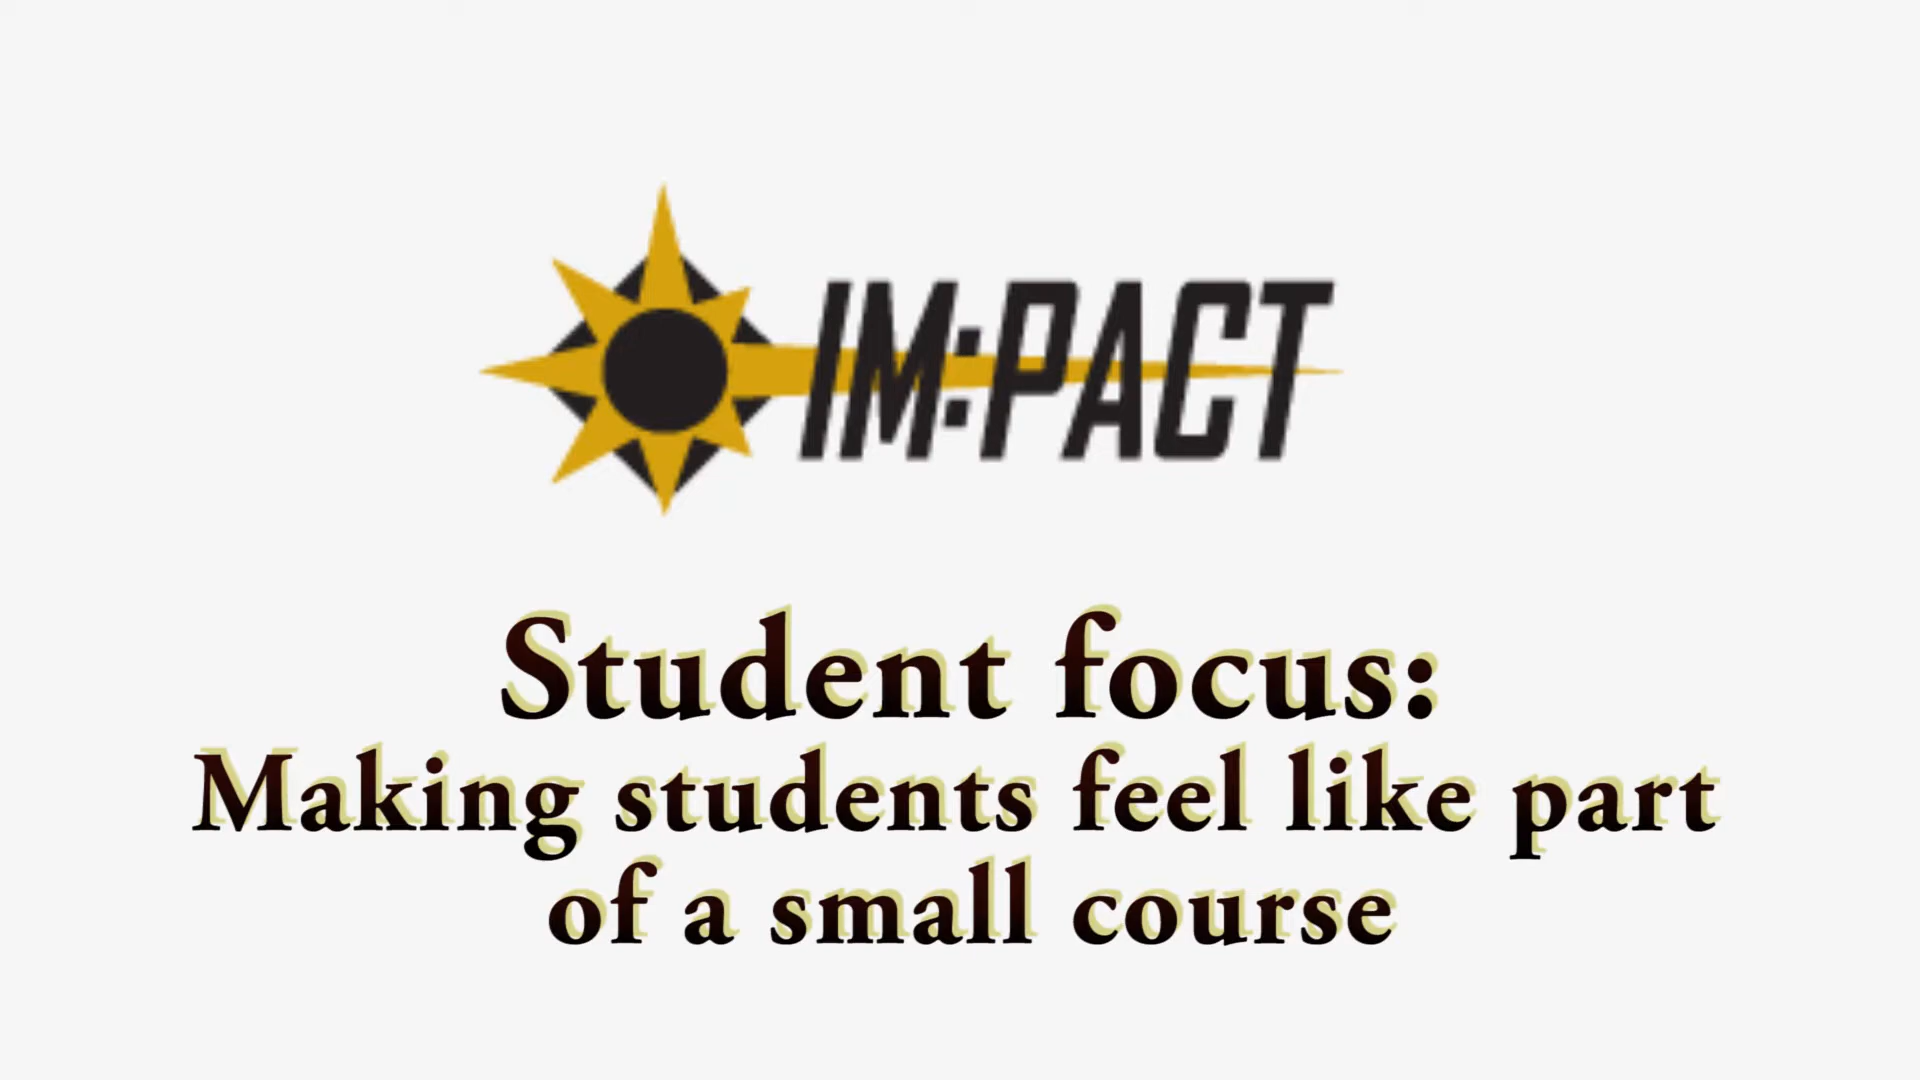 IM:PACT
Student focus:
Making students feel like part
of a small course